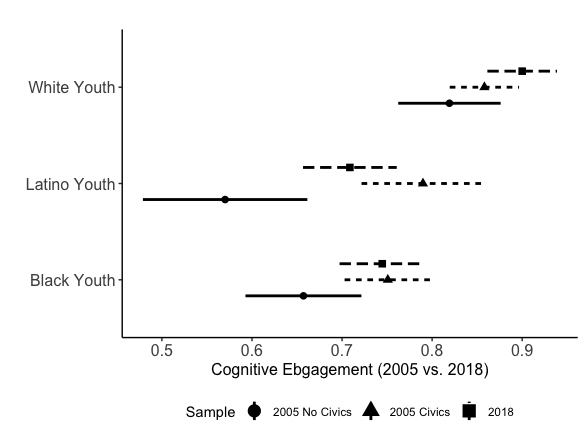 White Youth
Latino Youth
Black Youth
0.5 0.6 0.7 0.8 0.9
Cognitive Ebgagement (2005 vs. 2018)
Sample 2005 No Civics 2005 Civics 2018